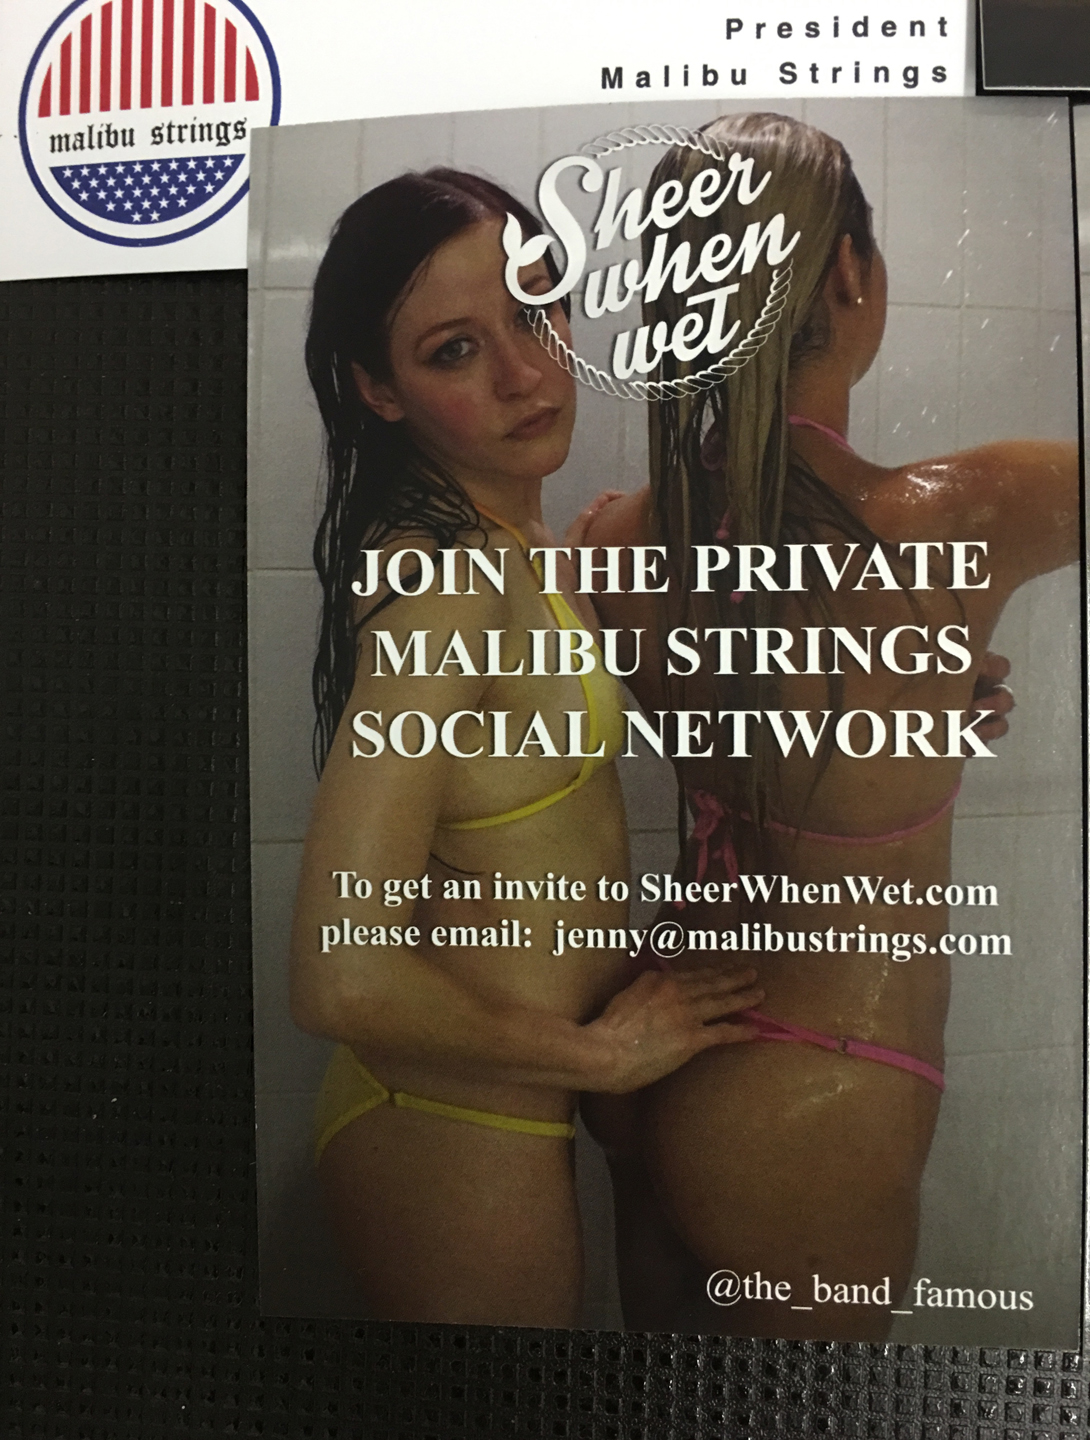 President
Malibu Strings
malibu strings
Sheer
when
wet
JOIN THE PRIVATE
MALIBU STRINGS
SOCIAL NETWORK
To get an invite to SheerWhenWet.com
please email: jenny@malibustrings.com
@the_band_famous